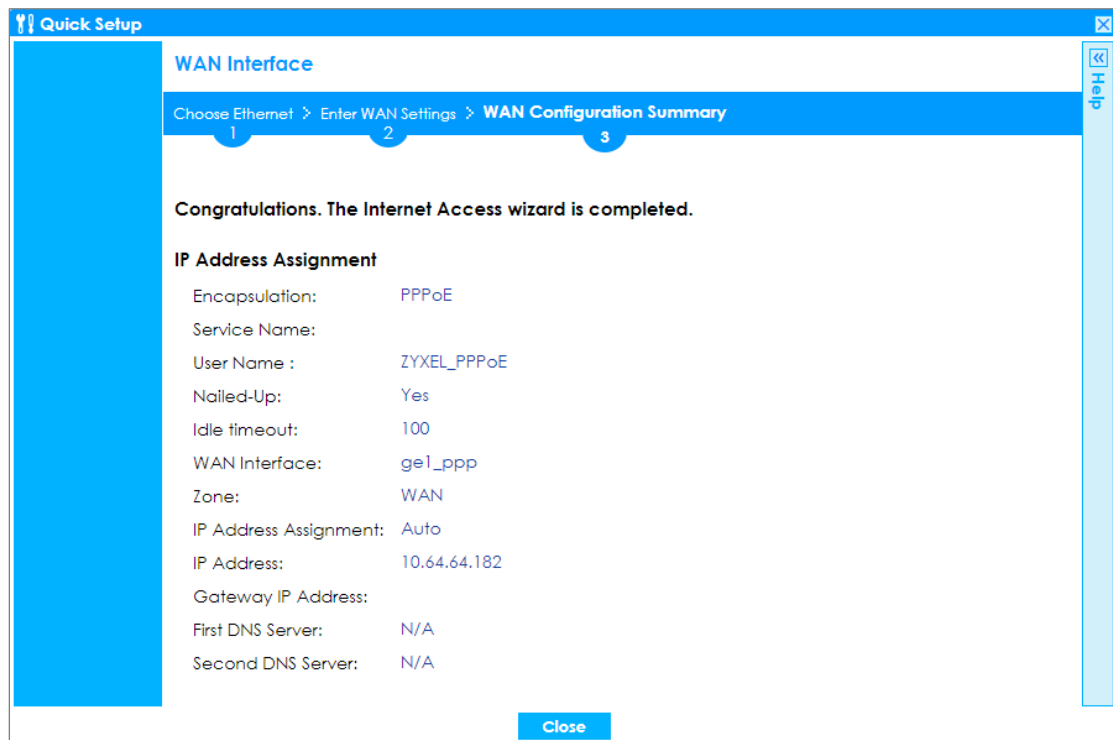 Quick Setup
WAN Interface
Help
Choose Ethernet > Enter WAN Settings > WAN Configuration Summary
1 2 3
Congratulations. The Internet Access wizard is completed.
IP Address Assignment
Encapsulation: PPPoE
Service Name:
User Name : ZYXEL_PPPoE
Nailed-Up: Yes
Idle timeout: 100
WAN Interface: ge1_ppp
Zone: WAN
IP Address Assignment: Auto
IP Address: 10.64.64.182
Gateway IP Address:
First DNS Server: N/A
Second DNS Server: N/A
Close